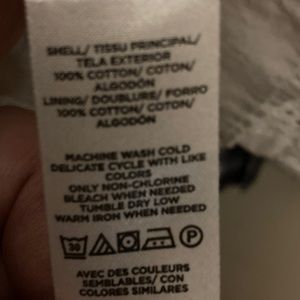 SHELL/ TISSU PRINCIPAL/
TELA EXTERIOR
100% COTTON/ COTON/
ALGODÓN
LINING/ DOUBLURE/ FORRO
100% COTTON/ COTON/
ALGODÓN
MACHINE WASH COLD
DELICATE CYCLE WITH LIKE
COLORS
ONLY NON-CHLORINE
BLEACH WHEN NEEDED
TUMBLE DRY LOW
WARM IRON WHEN NEEDED
30 P
AVEC DES COULEURS
SEMBLABLES/ CON
COLORES SIMILARES